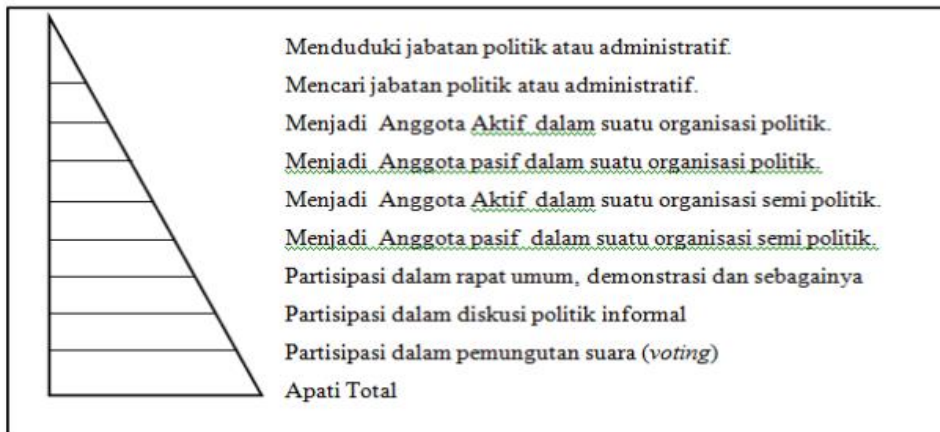 Menduduki jabatan politik atau administratif.
Mencari jabatan politik atau administratif.
Menjadi Anggota Aktif dalam suatu organisasi politik.
Menjadi Anggota pasif dalam suatu organisasi politik.
Menjadi Anggota Aktif dalam suatu organisasi semi politik.
Menjadi Anggota pasif dalam suatu organisasi semi politik.
Partisipasi dalam rapat umum, demonstrasi dan sebagainya
Partisipasi dalam diskusi politik informal
Partisipasi dalam pemungutan suara (voting)
Apati Total